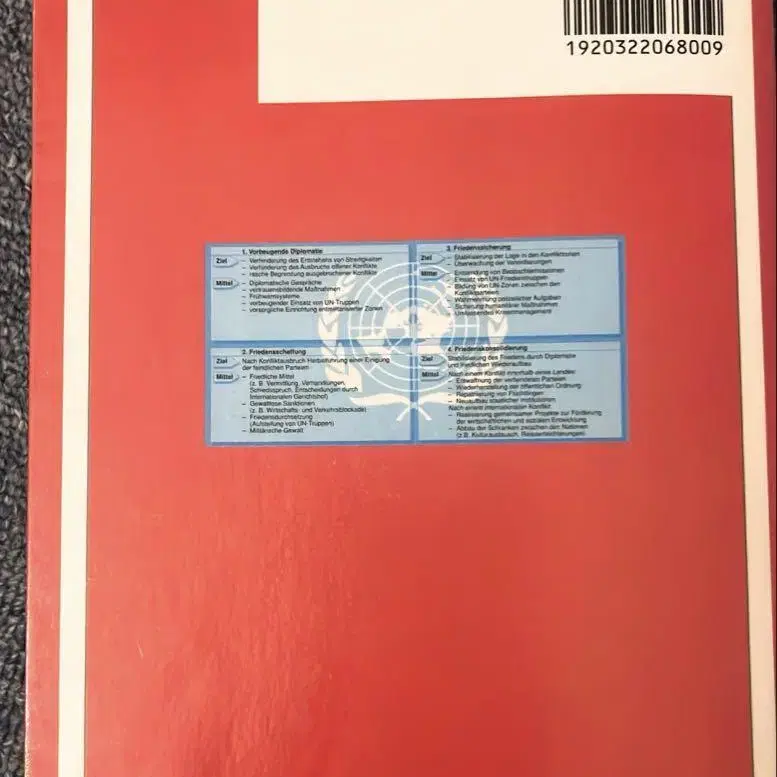 1920322068009
1. Vorbeugende Diplomatie
Ziel
– Verhinderung des Entstehens von Streitigkeiten
– Verhinderung des Ausbruchs offener Konflikte
– rasche Begrenzung ausgebrochener Konflikte
Mittel
– Diplomatische Gespräche
– vertrauensbildende Maßnahmen
– Frühwarnsysteme
– vorbeugender Einsatz von UN-Truppen
– vorsorgliche Einrichtung entmilitarisierter Zonen
2. Friedensschaffung
Ziel
Nach Konfliktausbruch Herbeiführung einer Einigung
der feindlichen Parteien
Mittel
– Friedliche Mittel
(z. B. Vermittlung, Verhandlungen,
Schiedsspruch, Entscheidungen durch
Internationalen Gerichtshof)
– Gewaltlose Sanktionen
(z. B. Wirtschafts- und Verkehrsblockade)
– Friedensdurchsetzung
(Aufstellung von UN-Truppen)
– Militärische Gewalt
3. Friedenssicherung
Ziel
– Stabilisierung der Lage in den Konfliktzonen
– Überwachung der Vereinbarungen
Mittel
– Entsendung von Beobachtermissionen
– Einsatz von UN-Friedenstruppen
– Bildung von UN-Zonen zwischen den
Konfliktparteien
– Wahrnehmung polizeilicher Aufgaben
– Sicherung humanitärer Maßnahmen
– Umfassendes Krisenmanagement
4. Friedenskonsolidierung
Ziel
Stabilisierung des Friedens durch Diplomatie
und friedlichen Wiederaufbau
Mittel
Nach einem Konflikt innerhalb eines Landes:
– Entwaffnung der verfeindeten Parteien
– Wiederherstellung der öffentlichen Ordnung
– Repatriierung von Flüchtlingen
– Neuaufbau staatlicher Institutionen
Nach einem internationalen Konflikt:
– Realisierung gemeinsamer Projekte zur Förderung
der wirtschaftlichen und sozialen Entwicklung
– Abbau der Schranken zwischen den Nationen
(z.B. Kulturaustausch, Reiseerleichterungen)